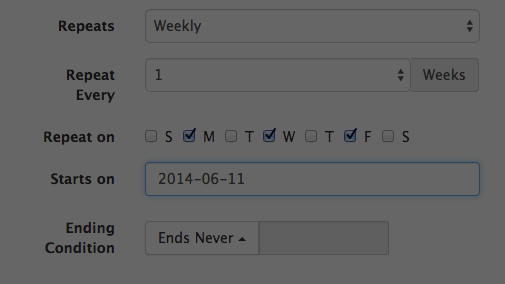 Repeats Weekly
Repeat Every 1 Weeks
Repeat on S M T W T F S
Starts on 2014-06-11
Ending Condition Ends Never